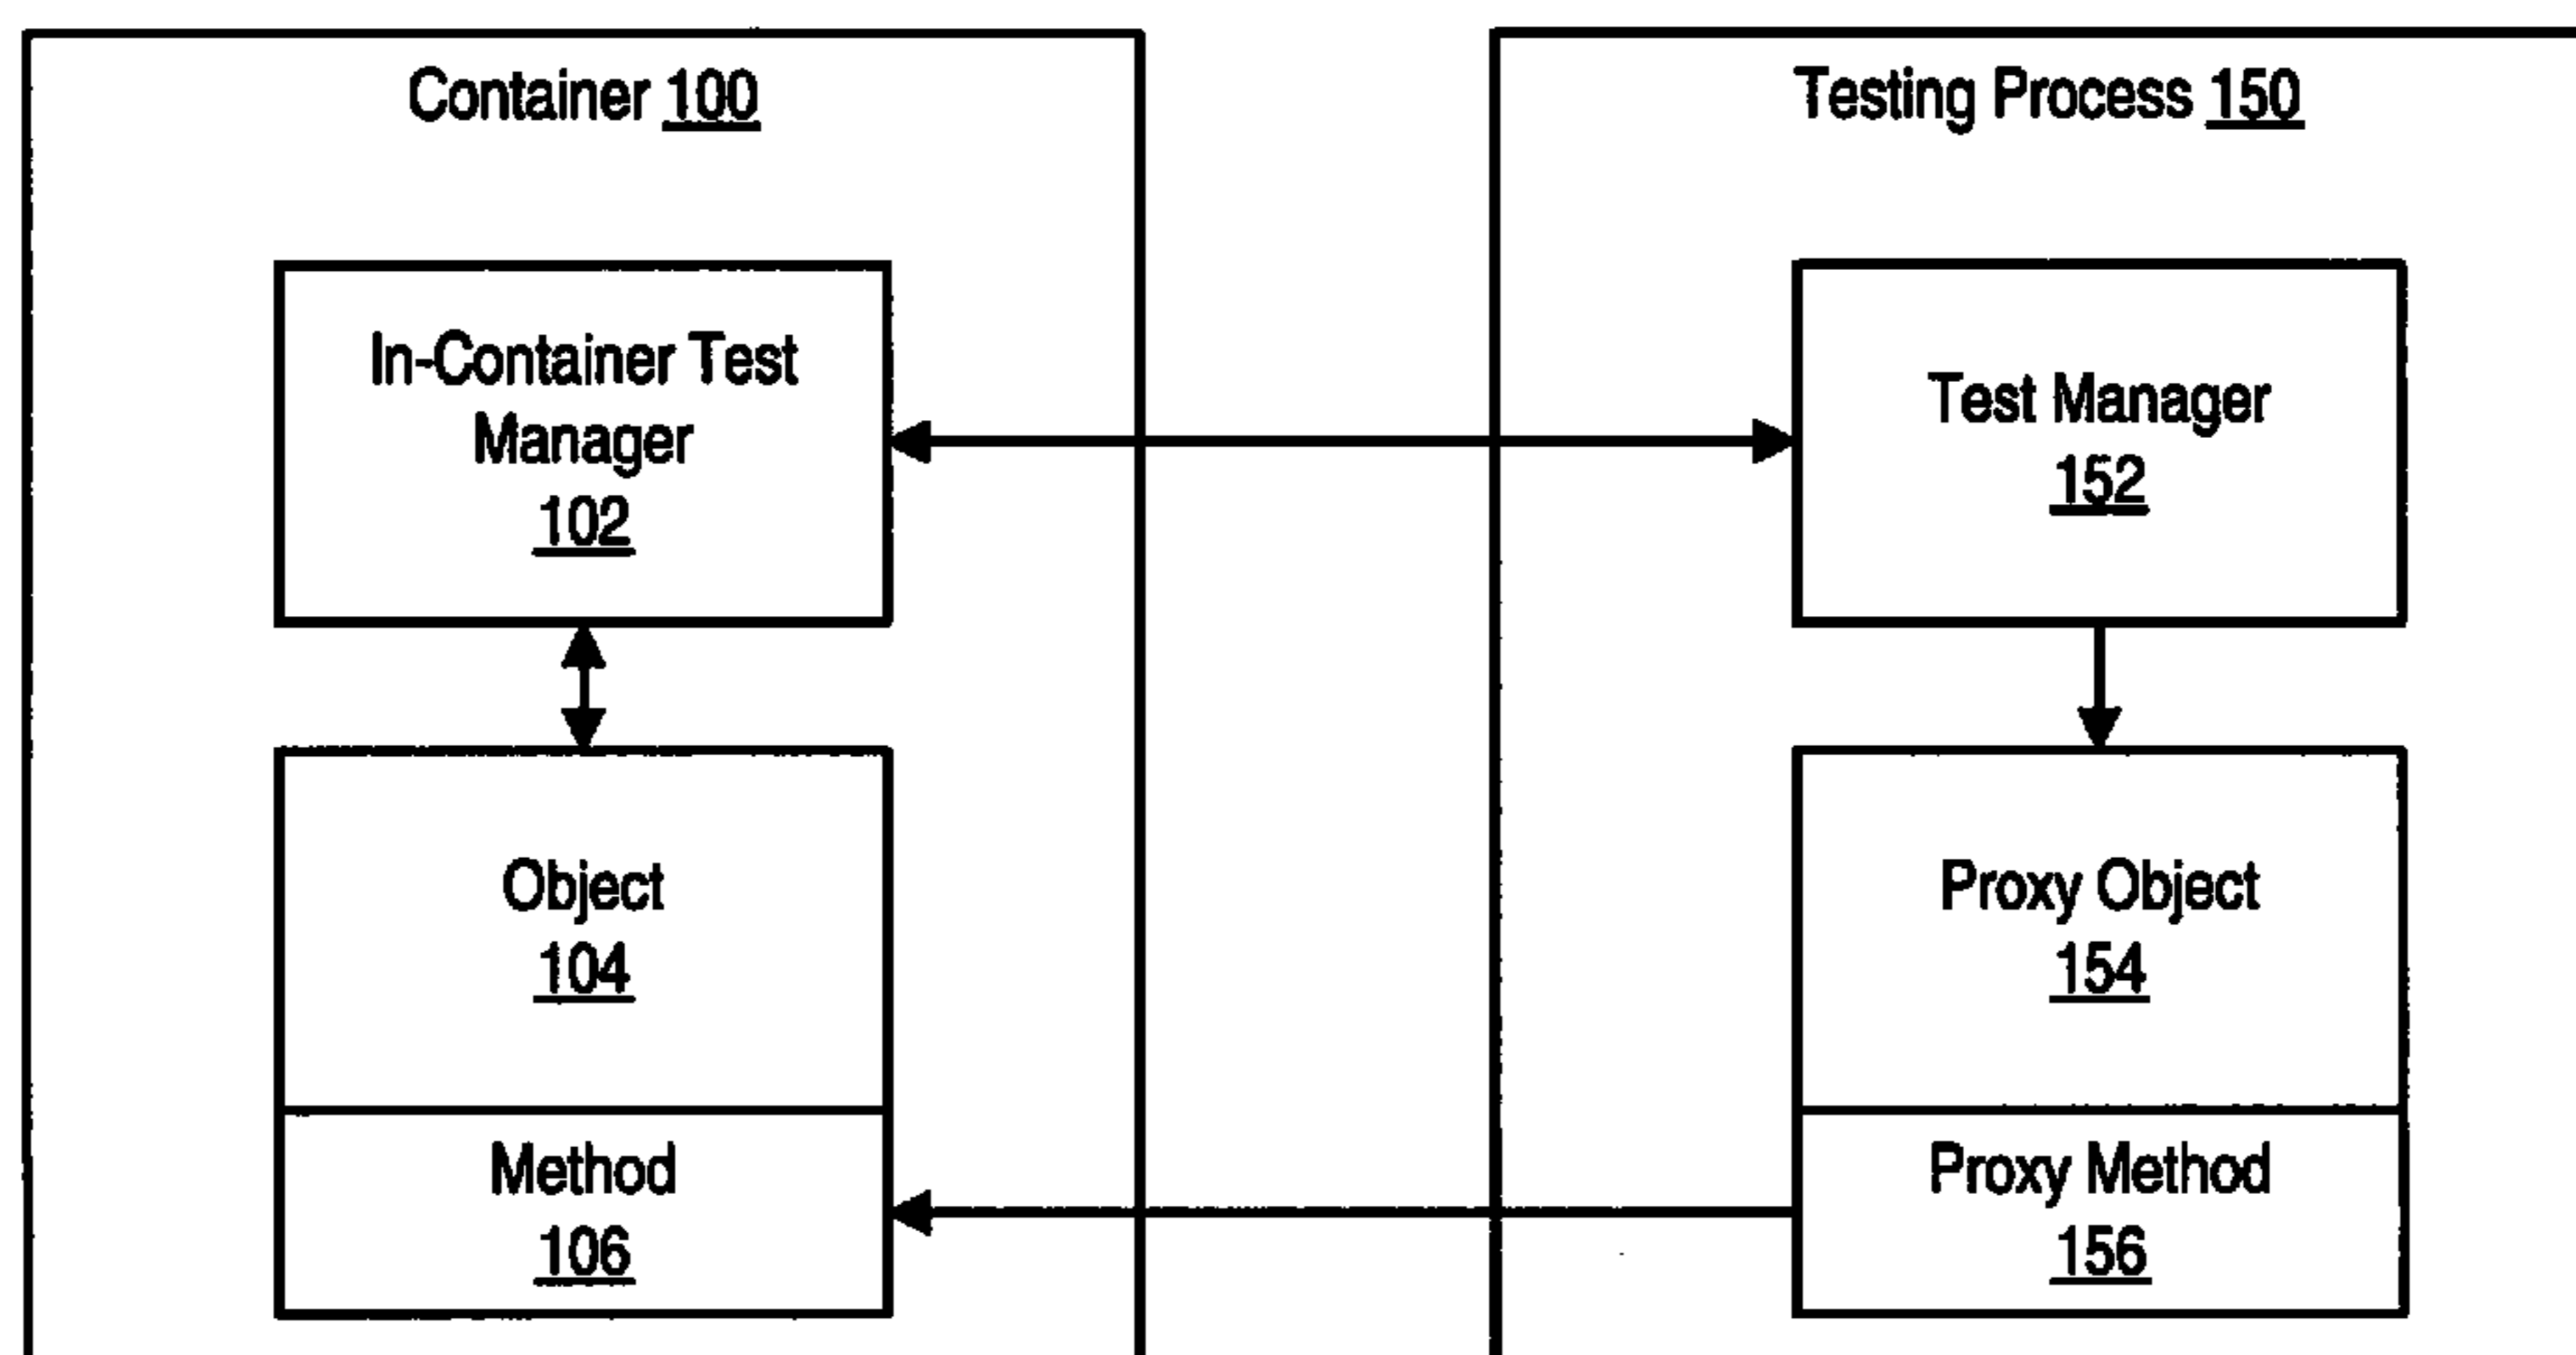 Container 100
In-Container Test
Manager
102
Object
104
Method
106
Testing Process 150
Test Manager
152
Proxy Object
154
Proxy Method
156